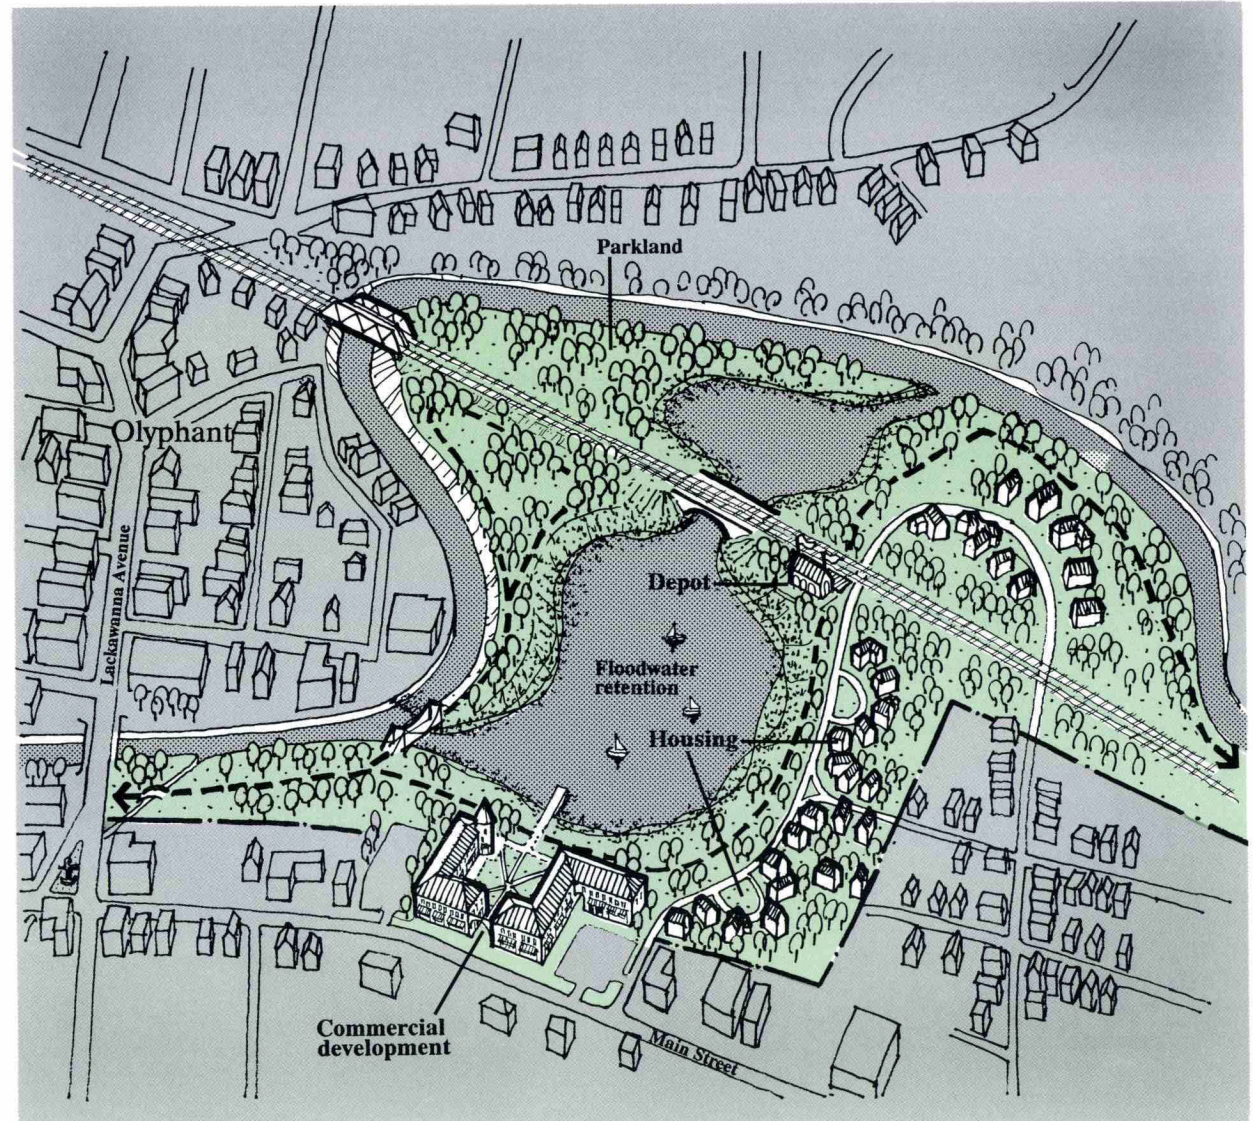 Parkland
Olyphant
Lackawanna Avenue
Depot
Floodwater
retention
Housing
Commercial
development
Main Street